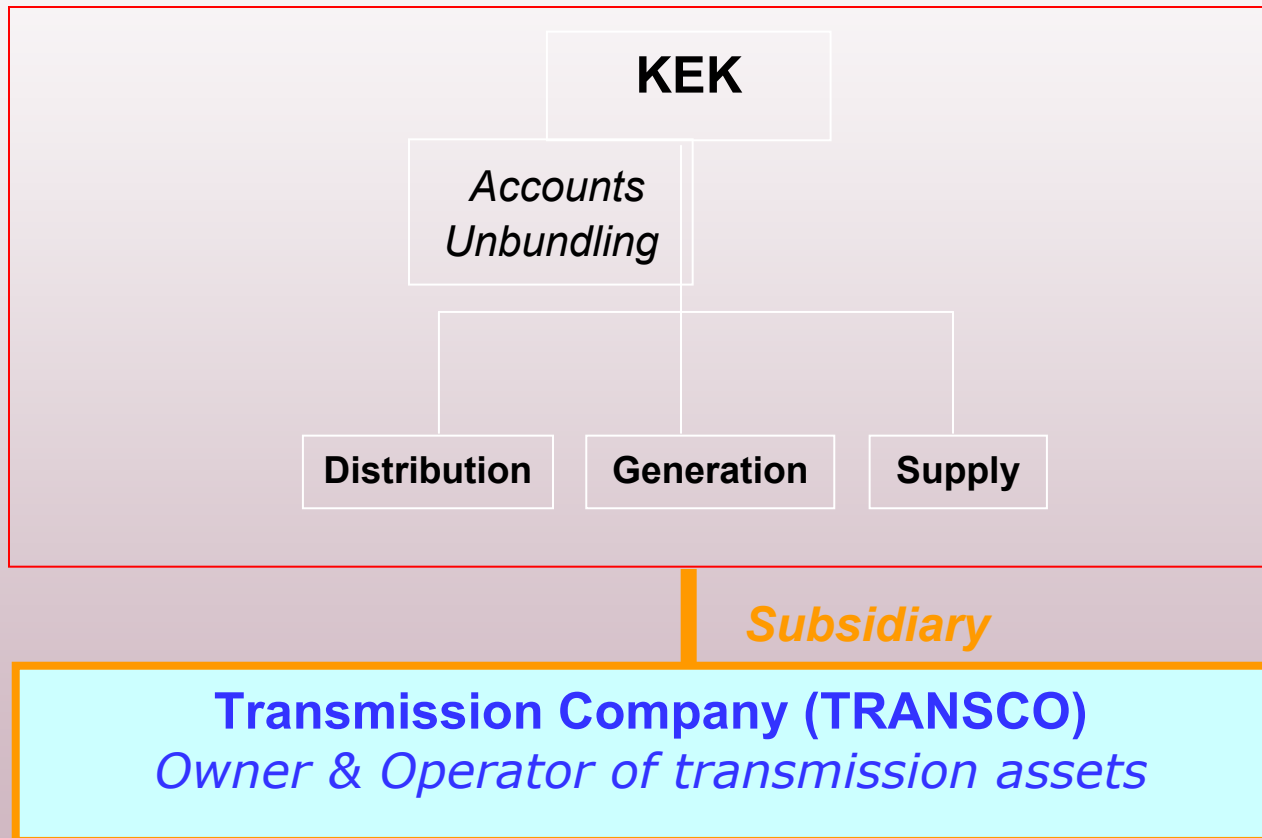 KEK
Accounts
Unbundling
Distribution
Generation
Supply
Subsidiary
Transmission Company (TRANSCO)
Owner & Operator of transmission assets